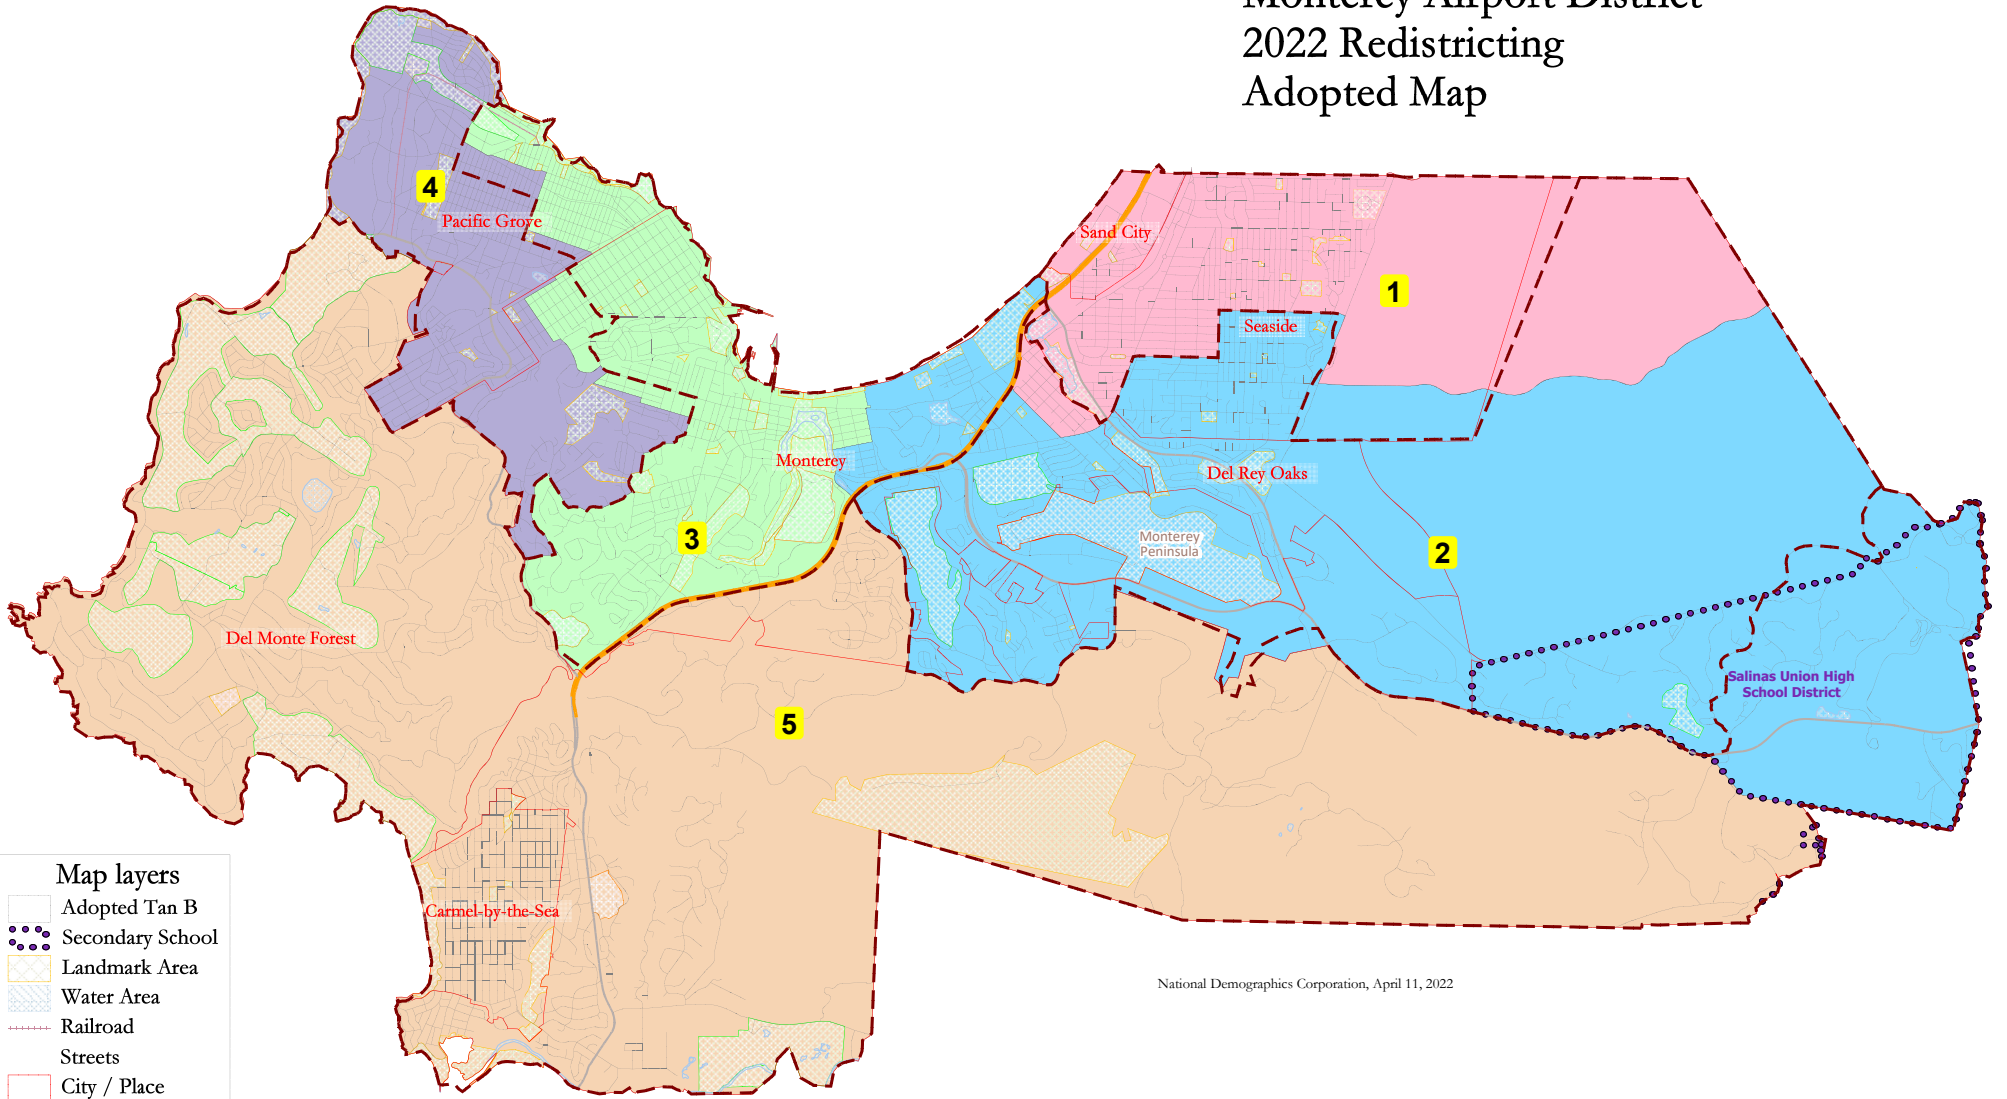 Monterey Airport District
2022 Redistricting
Adopted Map
4
Pacific Grove
Sand City
1
Seaside
Monterey
Del Rey Oaks
3
Monterey
Peninsula
2
Del Monte Forest
Salinas Union High
School District
5
Carmel-by-the-Sea
Map layers
Adopted Tan B
Secondary School
Landmark Area
Water Area
Railroad
Streets
City / Place
National Demographics Corporation, April 11, 2022